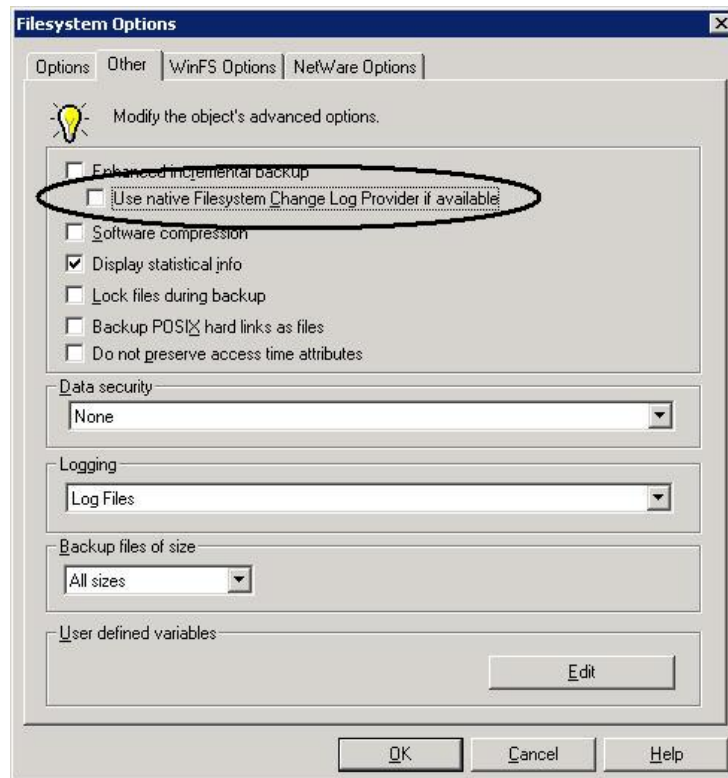 Filesystem Options
Options Other WinFS Options NetWare Options
Modify the object's advanced options.
Enhanced incremental backup
Use native Filesystem Change Log Provider if available
Software compression
Display statistical info
Lock files during backup
Backup POSIX hard links as files
Do not preserve access time attributes
Data security
None
Logging
Log Files
Backup files of size
All sizes
User defined variables
Edit
OK Cancel Help